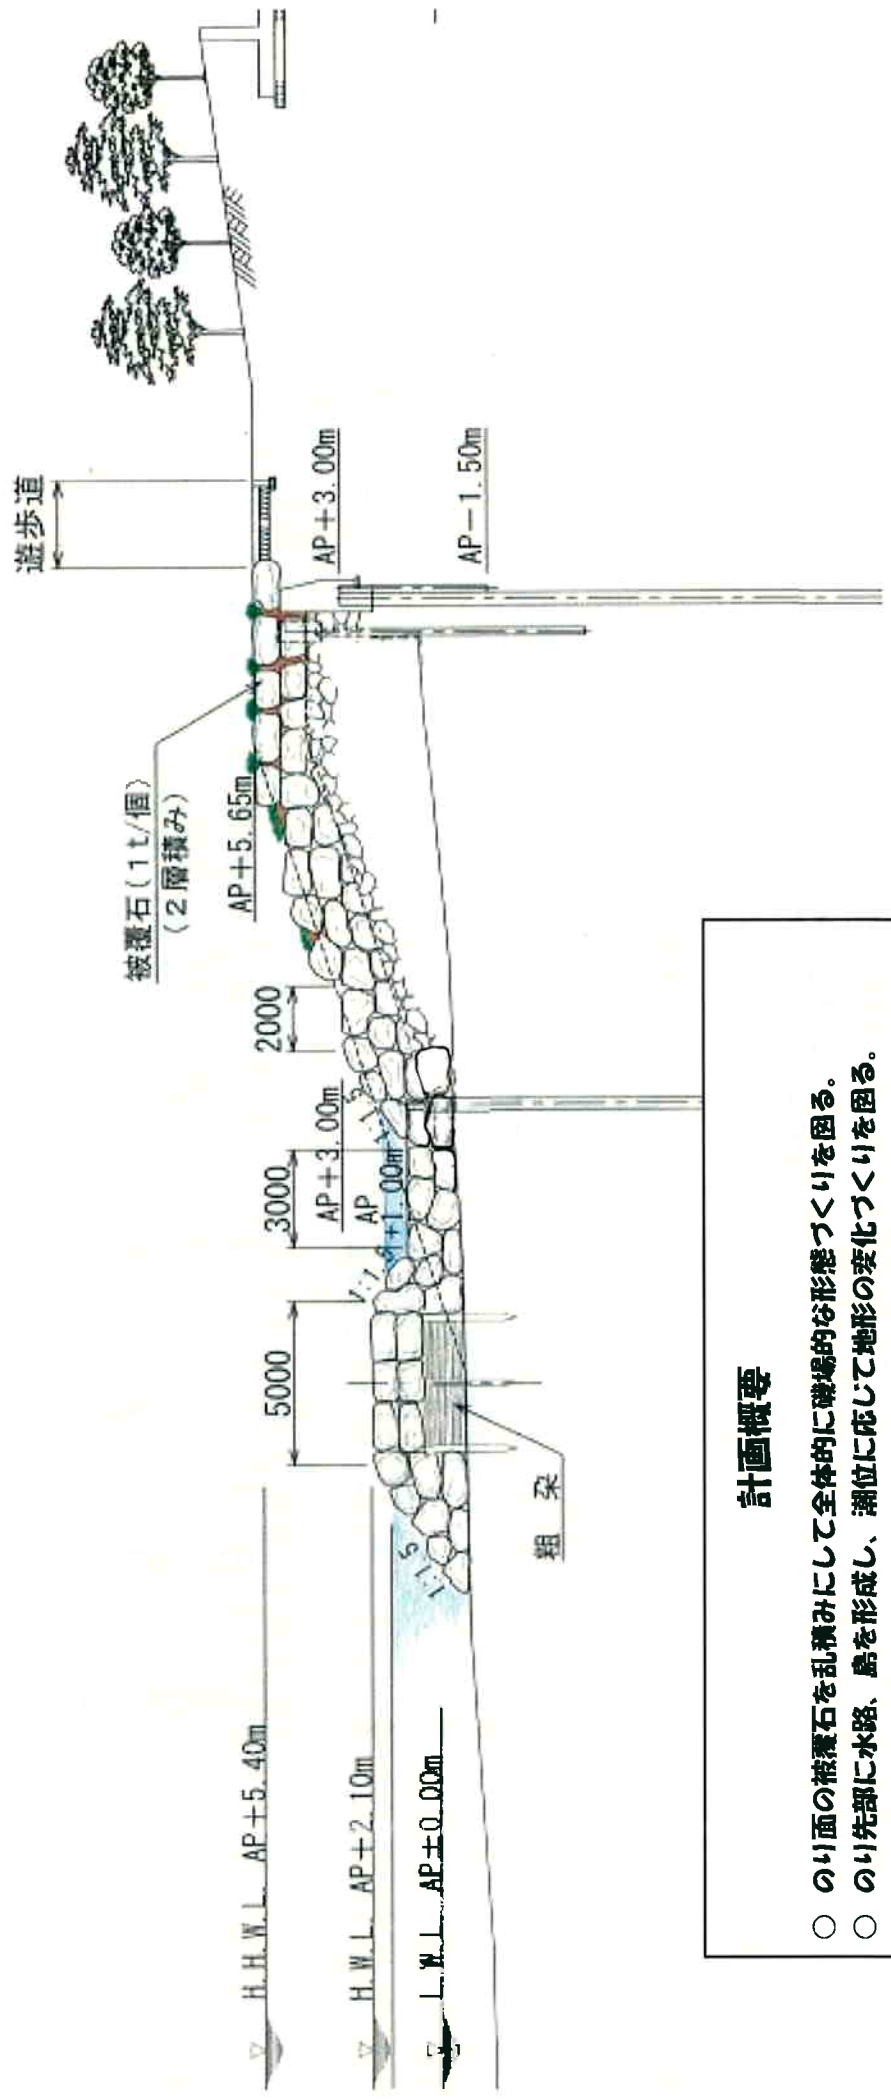 遊歩道
被覆石(1t/個)
(2層積み)
AP+5.65m
AP+3.00m
AP-1.50m
2000
3000
5000
AP+3.00m
AP+1.00m
1:1.5
粗朶
H.H.W.L. AP+5.40m
H.W.L. AP+2.10m
L.W.L. AP±0.00m
計画概要
○ のり面の被覆石を乱積みにして全体的に磯場的な形態づくりを図る。
○ のり先部に水路、島を形成し、潮位に応じて地形の変化づくりを図る。